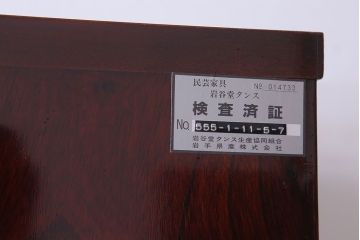 民芸家具 No 014733
岩谷堂タンス
検査済証
No. 555-1-11-5-7
岩谷堂タンス生産協同組合
岩手県産株式会社